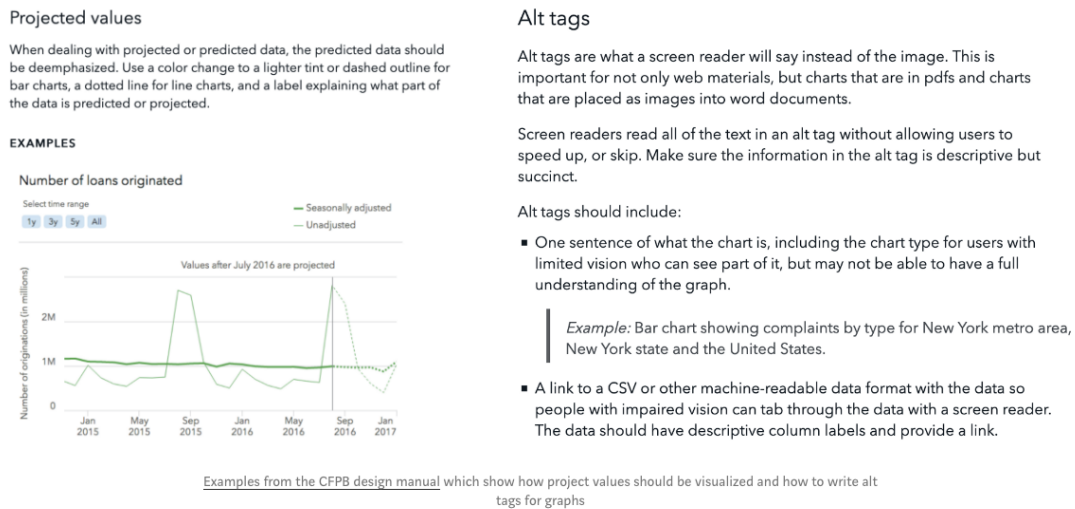 Projected values
When dealing with projected or predicted data, the predicted data should
be deemphasized. Use a color change to a lighter tint or dashed outline for
bar charts, a dotted line for line charts, and a label explaining what part of
the data is predicted or projected.
EXAMPLES
Number of loans originated
Select time range
1y 3y 5y All
Seasonally adjusted
Unadjusted
Values after July 2016 are projected
Number of originations (in millions)
2M
1M
0
Jan May Sep Jan May Sep Jan
2015 2015 2015 2016 2016 2016 2017
Alt tags
Alt tags are what a screen reader will say instead of the image. This is
important for not only web materials, but charts that are in pdfs and charts
that are placed as images into word documents.
Screen readers read all of the text in an alt tag without allowing users to
speed up, or skip. Make sure the information in the alt tag is descriptive but
succinct.
Alt tags should include:
▪ One sentence of what the chart is, including the chart type for users with
limited vision who can see part of it, but may not be able to have a full
understanding of the graph.
Example: Bar chart showing complaints by type for New York metro area,
New York state and the United States.
▪ A link to a CSV or other machine-readable data format with the data so
people with impaired vision can tab through the data with a screen reader.
The data should have descriptive column labels and provide a link.
Examples from the CFPB design manual which show how project values should be visualized and how to write alt
tags for graphs